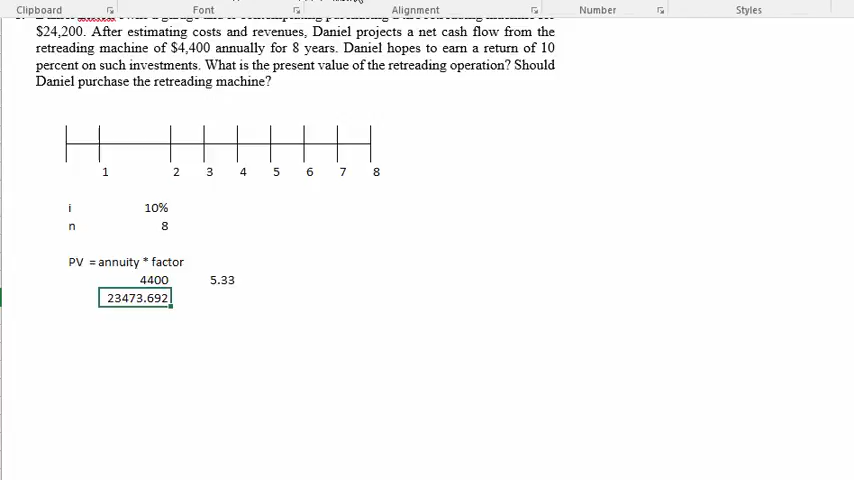 Clipboard Font Alignment Number Styles
$24,200. After estimating costs and revenues, Daniel projects a net cash flow from the
retreading machine of $4,400 annually for 8 years. Daniel hopes to earn a return of 10
percent on such investments. What is the present value of the retreading operation? Should
Daniel purchase the retreading machine?
1 2 3 4 5 6 7 8
i 10%
n 8
PV = annuity * factor
4400 5.33
23473.692